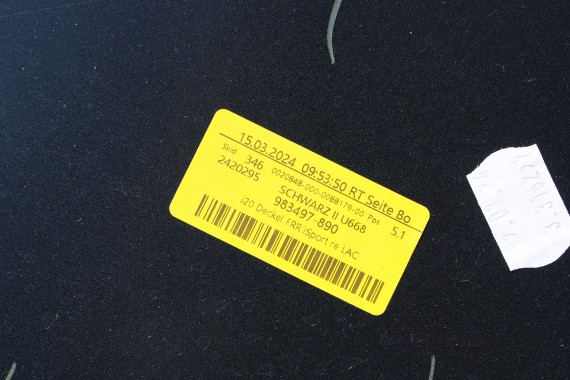 15.03.2024 09:53:50 RT Seite Bo
Skid 346 0020848-000-0088179-00 Pos 5.1
2420295 SCHWARZ II U668
983497-890
I20 Deckel FRR iSport re LAC